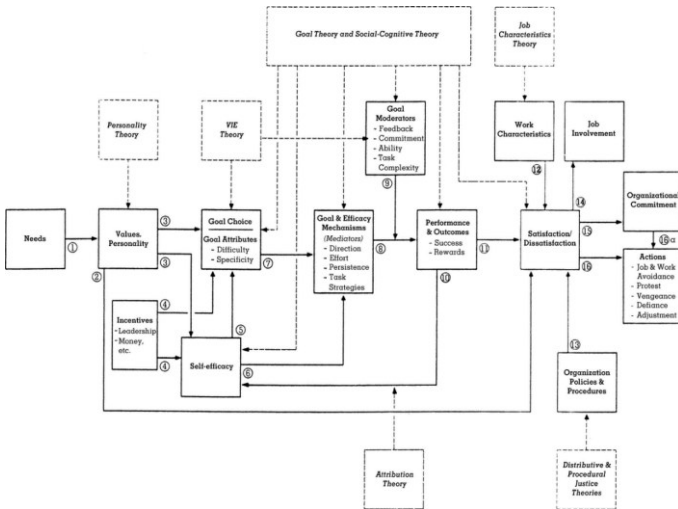 Goal Theory and Social-Cognitive Theory
Job
Characteristics
Theory
Personality
Theory
VIE
Theory
Goal
Moderators
- Feedback
- Commitment
- Ability
- Task
Complexity
Work
Characteristics
Job
Involvement
Organizational
Commitment
Needs
Values,
Personality
Goal Choice
Goal Attributes
- Difficulty
- Specificity
Goal & Efficacy
Mechanisms
(Mediators)
- Direction
- Effort
- Persistence
- Task
Strategies
Performance
& Outcomes
- Success
- Rewards
Satisfaction/
Dissatisfaction
Actions
- Job & Work
Avoidance
- Protest
- Vengeance
- Defiance
- Adjustment
Incentives
- Leadership
- Money,
etc.
Self-efficacy
Organization
Policies &
Procedures
Attribution
Theory
Distributive &
Procedural
Justice
Theories
①
②
③
③
④
④
⑤
⑥
⑦
⑧
⑨
⑩
⑪
⑫
⑬
⑭
⑮
⑯
⑯a